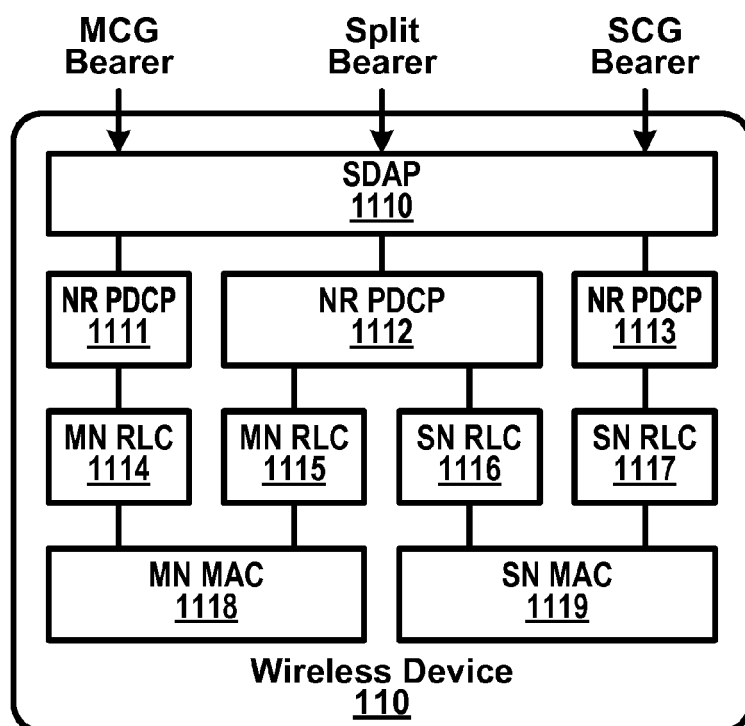 MCG Bearer
Split Bearer
SCG Bearer
SDAP
1110
NR PDCP
1111
NR PDCP
1112
NR PDCP
1113
MN RLC
1114
MN RLC
1115
SN RLC
1116
SN RLC
1117
MN MAC
1118
SN MAC
1119
Wireless Device
110